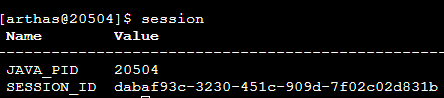 [arthas@20504]$ session
Name Value
--------------------------------------------------
JAVA_PID 20504
SESSION_ID dabaf93c-3230-451c-909d-7f02c02d831b